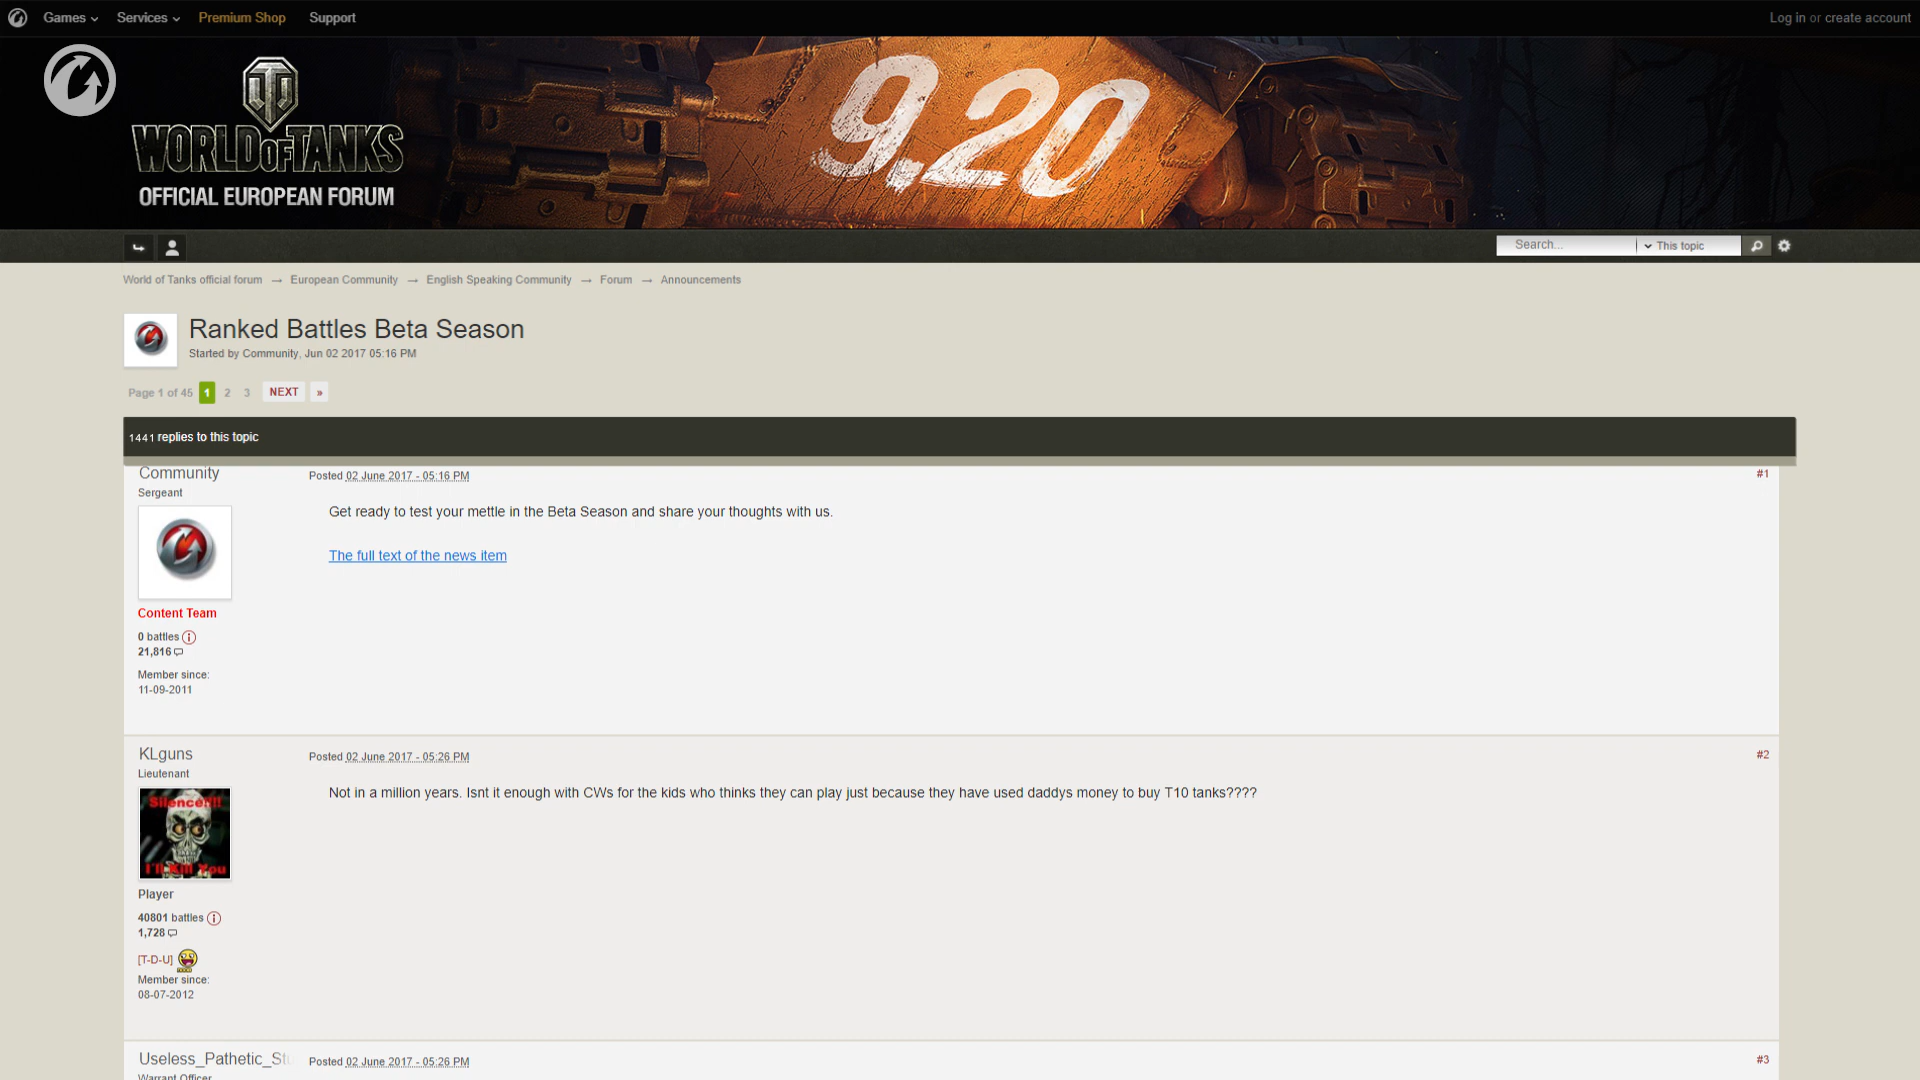 Games Services Premium Shop Support Log in or create account
9.20
WORLD OF TANKS
OFFICIAL EUROPEAN FORUM
Search... This topic
World of Tanks official forum → European Community → English Speaking Community → Forum → Announcements
Ranked Battles Beta Season
Started by Community, Jun 02 2017 05:16 PM
Page 1 of 45 1 2 3 NEXT »
1441 replies to this topic
Community Posted 02 June 2017 - 05:16 PM #1
Sergeant
Get ready to test your mettle in the Beta Season and share your thoughts with us.
The full text of the news item
Content Team
0 battles
21,816
Member since:
11-09-2011
KLguns Posted 02 June 2017 - 05:26 PM #2
Lieutenant
Not in a million years. Isnt it enough with CWs for the kids who thinks they can play just because they have used daddys money to buy T10 tanks????
Silence!!!!
I'll Kill You
Player
40801 battles
1,728
[T-D-U]
Member since:
08-07-2012
Useless_Pathetic_St Posted 02 June 2017 - 05:26 PM #3
Warrant Officer